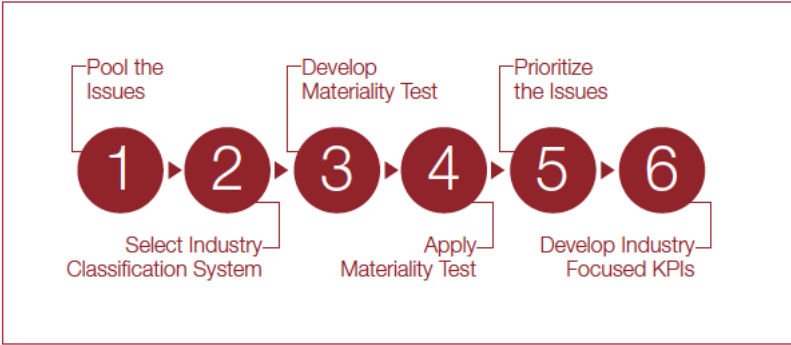 Pool the
Issues
Develop
Materiality Test
Prioritize
the Issues
1
2
3
4
5
6
Select Industry
Classification System
Apply
Materiality Test
Develop Industry
Focused KPIs